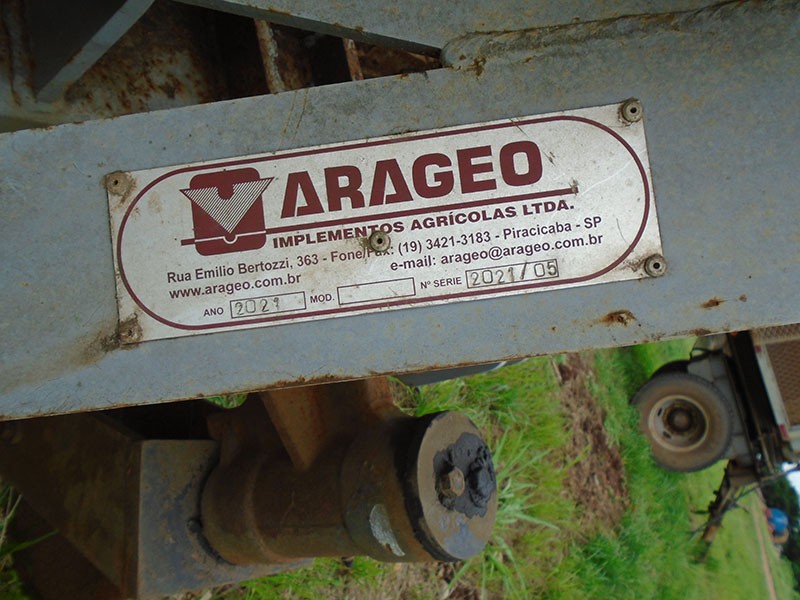 ARAGEO
IMPLEMENTOS AGRÍCOLAS LTDA.
Rua Emilio Bertozzi, 363 - Fone/Fax: (19) 3421-3183 - Piracicaba - SP
www.arageo.com.br e-mail: arageo@arageo.com.br
ANO 2021 MOD. Nº SÉRIE 2021/05